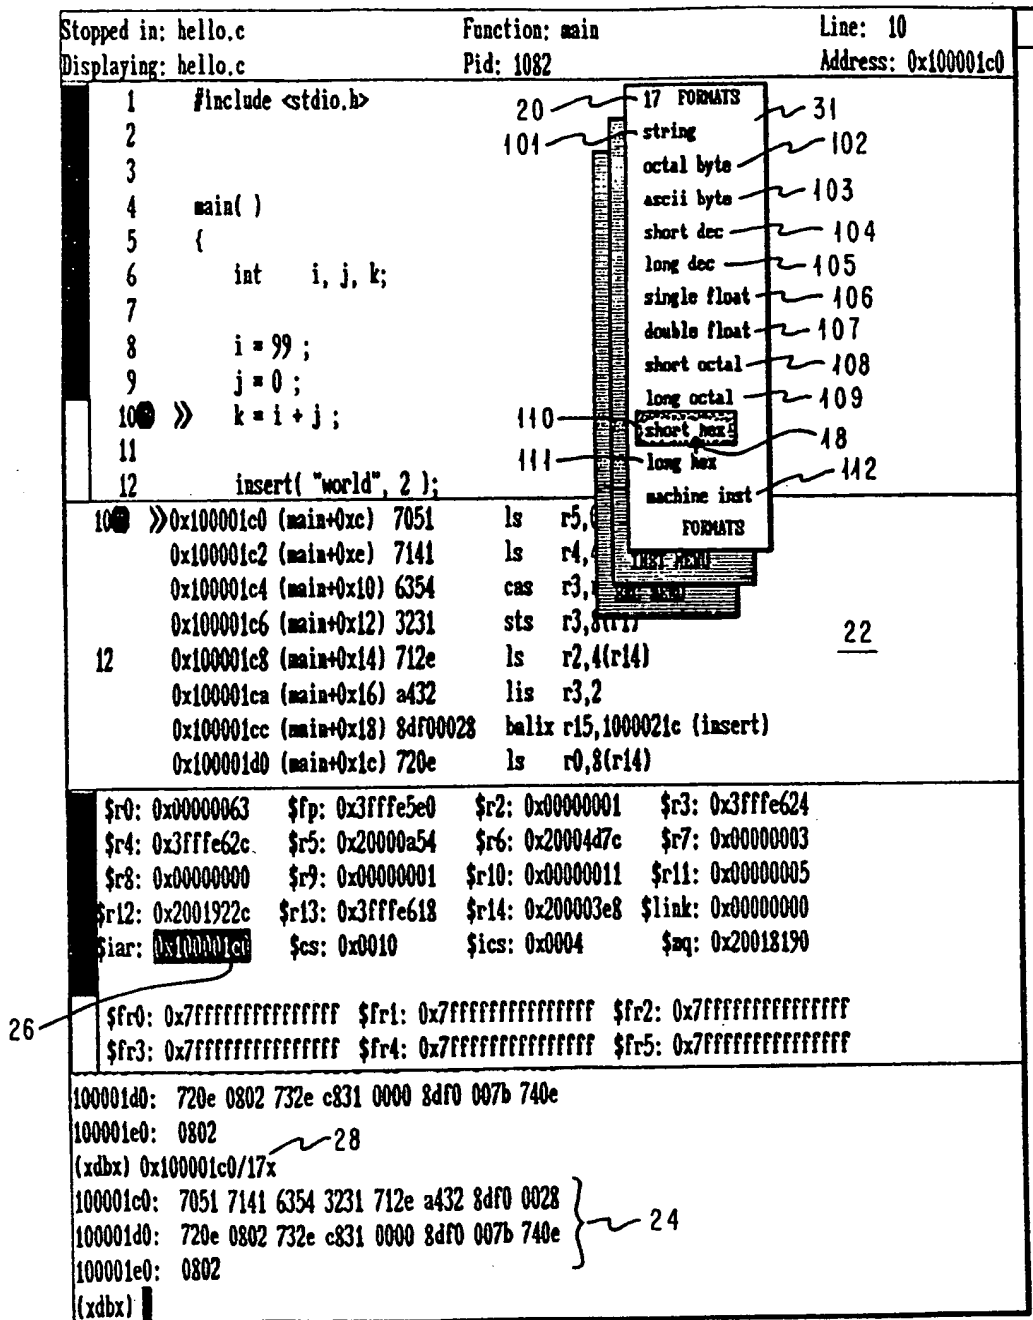 Stopped in: hello.c Function: main Line: 10
Displaying: hello.c Pid: 1082 Address: 0x100001c0
1 #include <stdio.h>
2
3
4 main( )
5 {
6 int i, j, k;
7
8 i = 99 ;
9 j = 0 ;
10 » k = i + j ;
11
12 insert( "world", 2 );
20 17 FORMATS 31
101 string
octal byte 102
ascii byte 103
short dec 104
long dec 105
single float 106
double float 107
short octal 108
long octal 109
110 short hex 18
111 long hex
machine inst 112
FORMATS
INST MENU
MENU
10 » 0x100001c0 (main+0xc) 7051 ls r5,
0x100001c2 (main+0xe) 7141 ls r4,
0x100001c4 (main+0x10) 6354 cas r3,
0x100001c6 (main+0x12) 3231 sts r3,8(r1)
12 0x100001c8 (main+0x14) 712e ls r2,4(r14)
0x100001ca (main+0x16) a432 lis r3,2
0x100001cc (main+0x18) 8df00028 balix r15,1000021c (insert)
0x100001d0 (main+0x1c) 720e ls r0,8(r14)
22
$r0: 0x00000063 $fp: 0x3fffe5e0 $r2: 0x00000001 $r3: 0x3fffe624
$r4: 0x3fffe62c $r5: 0x20000a54 $r6: 0x20004d7c $r7: 0x00000003
$r8: 0x00000000 $r9: 0x00000001 $r10: 0x00000011 $r11: 0x00000005
$r12: 0x2001922c $r13: 0x3fffe618 $r14: 0x200003e8 $link: 0x00000000
$iar: 0x100001c0 $cs: 0x0010 $ics: 0x0004 $mq: 0x20018190
26
$fr0: 0x7fffffffffffffff $fr1: 0x7fffffffffffffff $fr2: 0x7fffffffffffffff
$fr3: 0x7fffffffffffffff $fr4: 0x7fffffffffffffff $fr5: 0x7fffffffffffffff
100001d0: 720e 0802 732e c831 0000 8df0 007b 740e
100001e0: 0802
28
(xdbx) 0x100001c0/17x
100001c0: 7051 7141 6354 3231 712e a432 8df0 0028
100001d0: 720e 0802 732e c831 0000 8df0 007b 740e
24
100001e0: 0802
(xdbx)